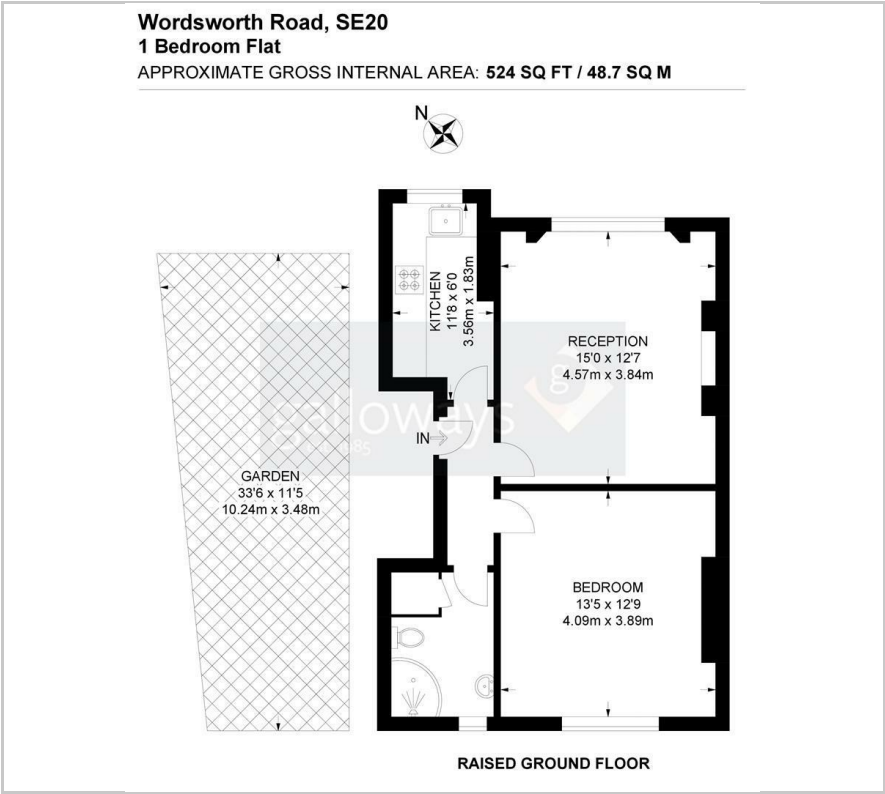 Wordsworth Road, SE20
1 Bedroom Flat
APPROXIMATE GROSS INTERNAL AREA: 524 SQ FT / 48.7 SQ M
N
KITCHEN
11'8 x 6'0
3.56m x 1.83m
RECEPTION
15'0 x 12'7
4.57m x 3.84m
g
galloways
IN
GARDEN
33'6 x 11'5
10.24m x 3.48m
BEDROOM
13'5 x 12'9
4.09m x 3.89m
RAISED GROUND FLOOR